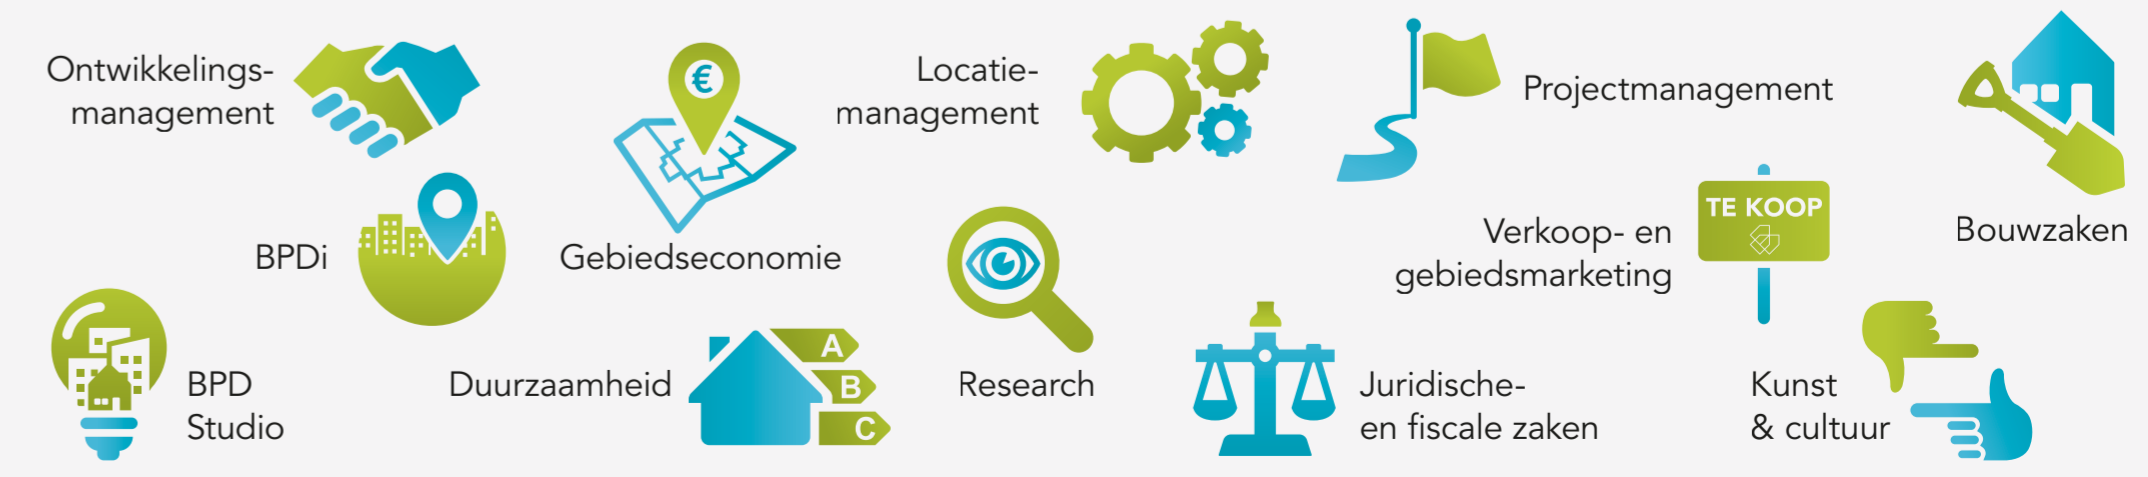 Ontwikkelings-
management
€
Locatie-
management
Projectmanagement
BPDi
Gebiedseconomie
Verkoop- en
gebiedsmarketing
TE KOOP
Bouwzaken
BPD
Studio
Duurzaamheid
A
B
C
Research
Juridische-
en fiscale zaken
Kunst
& cultuur